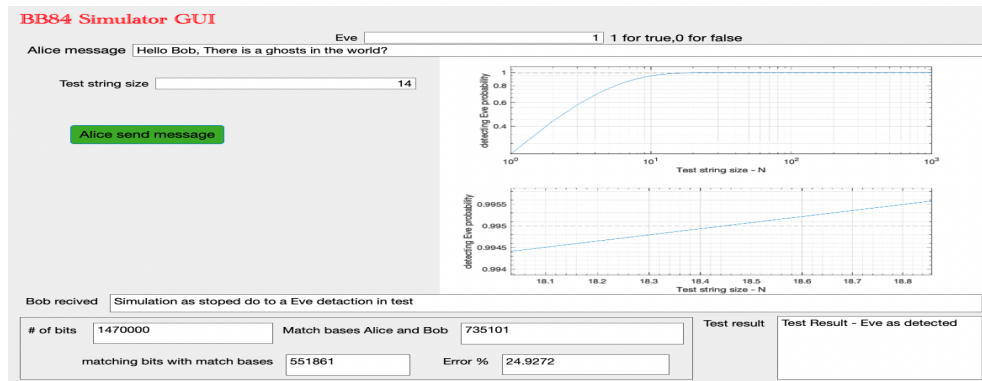 BB84 Simulator GUI
Eve 1 1 for true,0 for false
Alice message Hello Bob, There is a ghosts in the world?
Test string size 14
Alice send message
detecting Eve probability
1
0.8
0.6
0.4
10^0 10^1 10^2 10^3
Test string size - N
detecting Eve probability
0.9955
0.995
0.9945
0.994
18.1 18.2 18.3 18.4 18.5 18.6 18.7 18.8
Test string size - N
Bob recived Simulation as stoped do to a Eve detaction in test
# of bits 1470000 Match bases Alice and Bob 735101 Test result Test Result - Eve as detected
matching bits with match bases 551861 Error % 24.9272